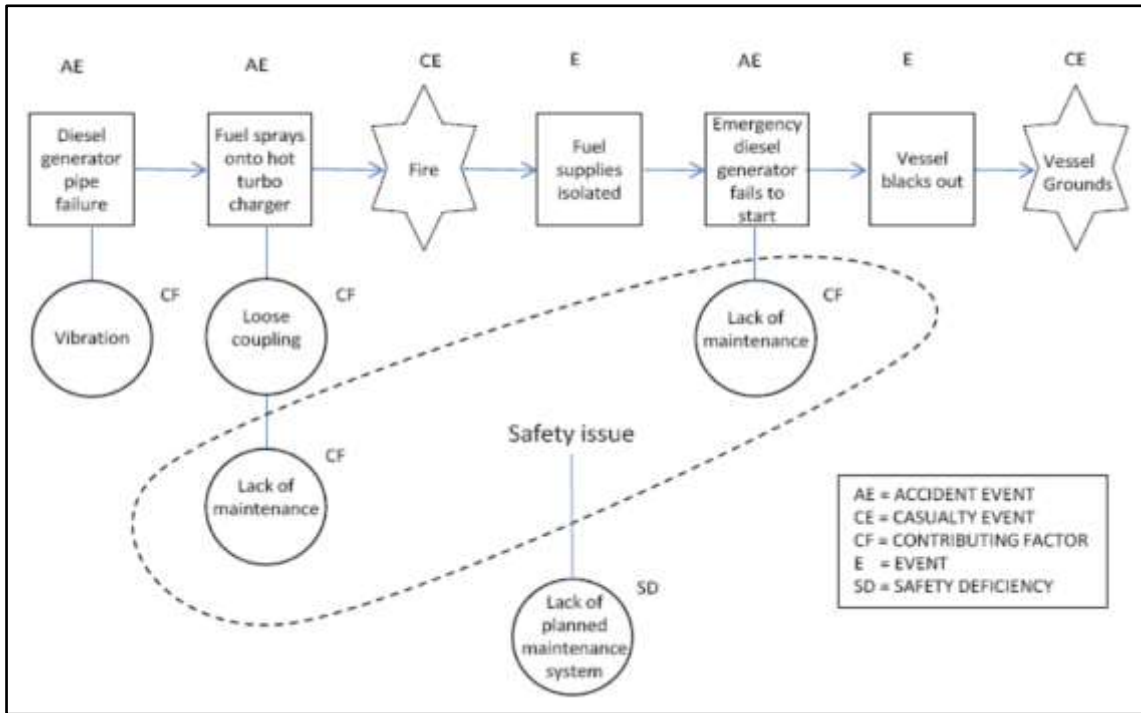 AE
AE
CE
E
AE
E
CE
Diesel
generator
pipe
failure
Fuel sprays
onto hot
turbo
charger
Fire
Fuel
supplies
isolated
Emergency
diesel
generator
fails to
start
Vessel
blacks out
Vessel
Grounds
CF
Vibration
CF
Loose
coupling
CF
Lack of
maintenance
CF
Lack of
maintenance
Safety issue
SD
Lack of
planned
maintenance
system
AE = ACCIDENT EVENT
CE = CASUALTY EVENT
CF = CONTRIBUTING FACTOR
E = EVENT
SD = SAFETY DEFICIENCY